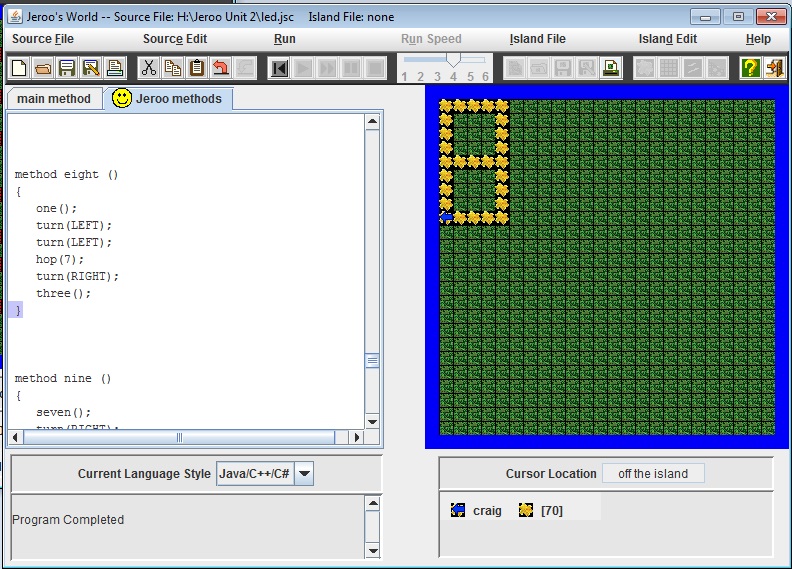 Jeroo's World -- Source File: H:\Jeroo Unit 2\led.jsc    Island File: none
Source File    Source Edit    Run    Run Speed    Island File    Island Edit    Help
1 2 3 4 5 6
main method    Jeroo methods
method eight ()
{
one();
turn(LEFT);
turn(LEFT);
hop(7);
turn(RIGHT);
three();
}
method nine ()
{
seven();
turn(RIGHT);
Current Language Style    Java/C++/C#
Cursor Location    off the island
Program Completed
craig    [70]